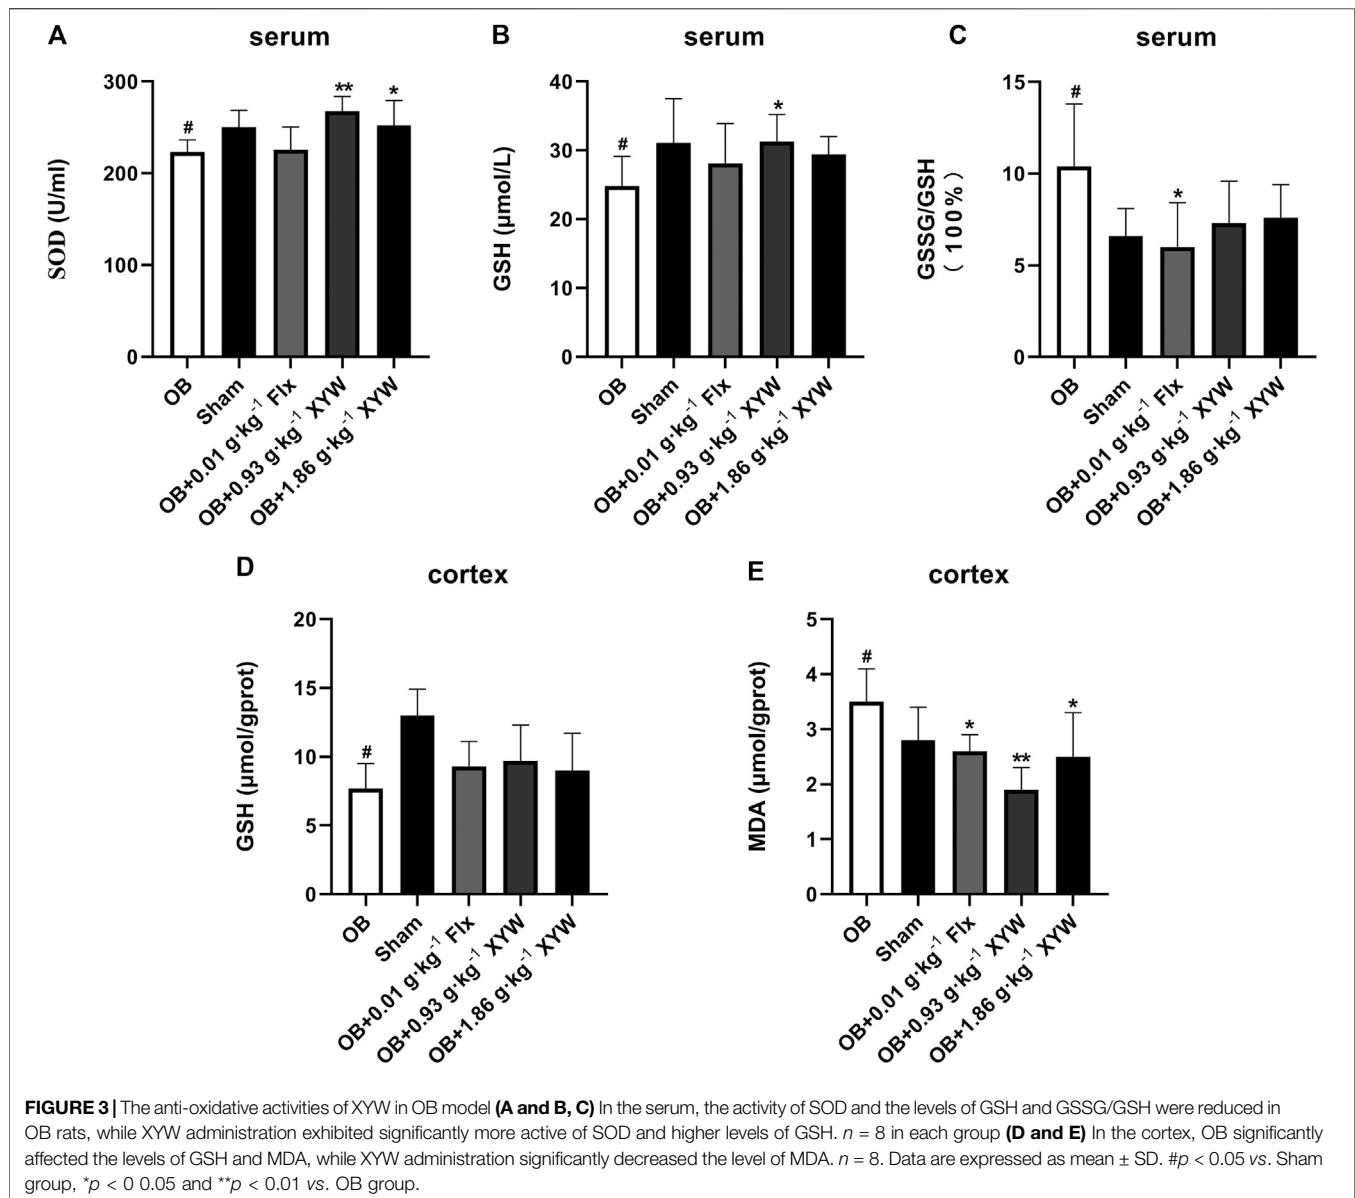 A
serum
300
200
100
0
SOD (U/ml)
#
**
*
OB
Sham
OB+0.01 g·kg⁻¹ Flx
OB+0.93 g·kg⁻¹ XYW
OB+1.86 g·kg⁻¹ XYW
B
serum
40
30
20
10
0
GSH (μmol/L)
#
*
OB
Sham
OB+0.01 g·kg⁻¹ Flx
OB+0.93 g·kg⁻¹ XYW
OB+1.86 g·kg⁻¹ XYW
C
serum
15
10
5
0
GSSG/GSH
( 100%)
#
*
OB
Sham
OB+0.01 g·kg⁻¹ Flx
OB+0.93 g·kg⁻¹ XYW
OB+1.86 g·kg⁻¹ XYW
D
cortex
20
15
10
5
0
GSH (μmol/gprot)
#
OB
Sham
OB+0.01 g·kg⁻¹ Flx
OB+0.93 g·kg⁻¹ XYW
OB+1.86 g·kg⁻¹ XYW
E
cortex
5
4
3
2
1
0
MDA (μmol/gprot)
#
*
**
*
OB
Sham
OB+0.01 g·kg⁻¹ Flx
OB+0.93 g·kg⁻¹ XYW
OB+1.86 g·kg⁻¹ XYW
FIGURE 3 | The anti-oxidative activities of XYW in OB model (A and B, C) In the serum, the activity of SOD and the levels of GSH and GSSG/GSH were reduced in
OB rats, while XYW administration exhibited significantly more active of SOD and higher levels of GSH. n = 8 in each group (D and E) In the cortex, OB significantly
affected the levels of GSH and MDA, while XYW administration significantly decreased the level of MDA. n = 8. Data are expressed as mean ± SD. #p < 0.05 vs. Sham
group, *p < 0 0.05 and **p < 0.01 vs. OB group.